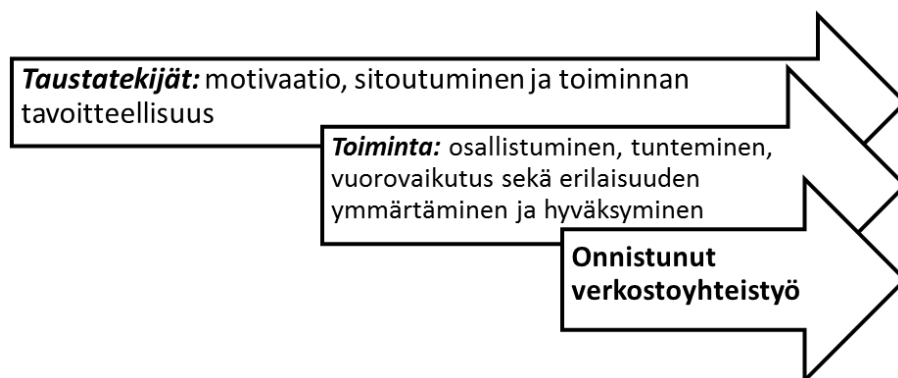 Taustatekijät: motivaatio, sitoutuminen ja toiminnan
tavoitteellisuus
Toiminta: osallistuminen, tunteminen,
vuorovaikutus sekä erilaisuuden
ymmärtäminen ja hyväksyminen
Onnistunut
verkostoyhteistyö